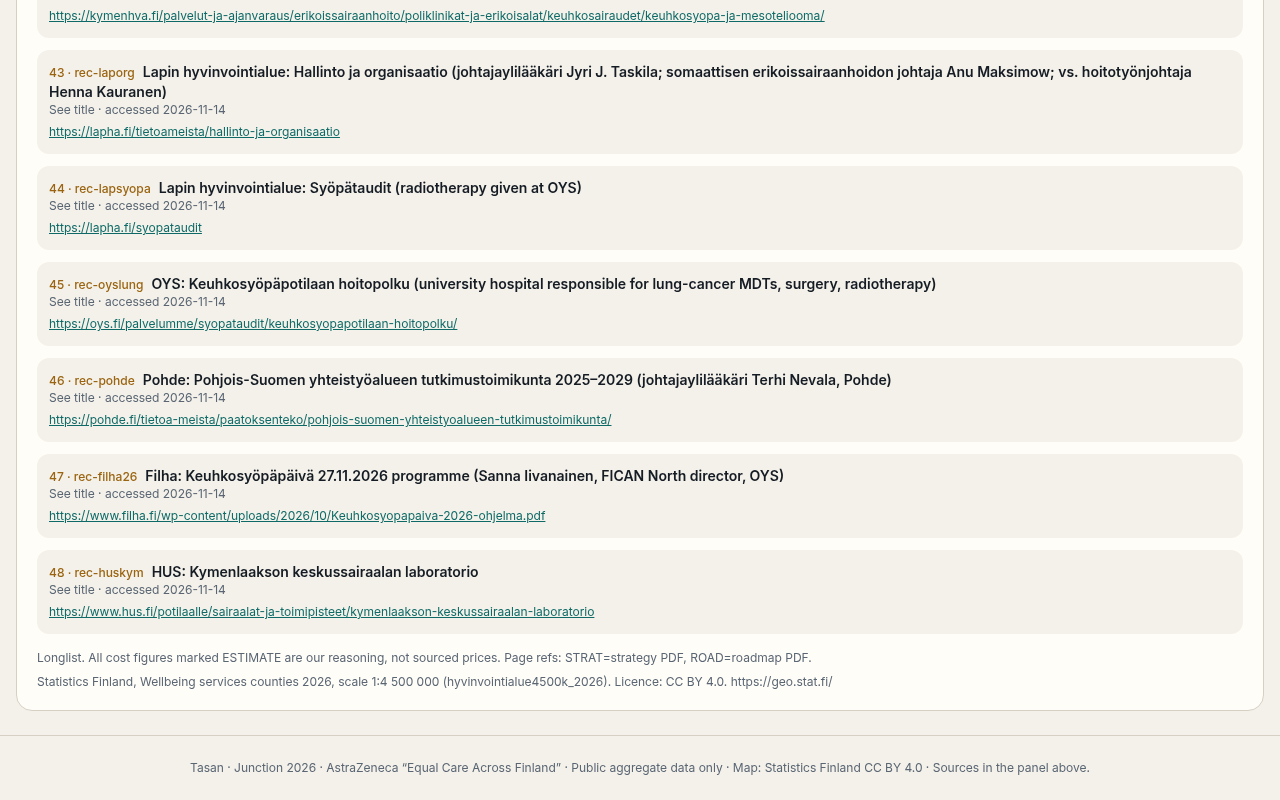 https://kymenhva.fi/palvelut-ja-ajanvaraus/erikoissairaanhoito/poliklinikat-ja-erikoisalat/keuhkosairaudet/keuhkosyopa-ja-mesoteliooma/
43 · rec-laporg Lapin hyvinvointialue: Hallinto ja organisaatio (johtajaylilääkäri Jyri J. Taskila; somaattisen erikoissairaanhoidon johtaja Anu Maksimow; vs. hoitotyönjohtaja
Henna Kauranen)
See title · accessed 2026-11-14
https://lapha.fi/tietoameista/hallinto-ja-organisaatio
44 · rec-lapsyopa Lapin hyvinvointialue: Syöpätaudit (radiotherapy given at OYS)
See title · accessed 2026-11-14
https://lapha.fi/syopataudit
45 · rec-oyslung OYS: Keuhkosyöpäpotilaan hoitopolku (university hospital responsible for lung-cancer MDTs, surgery, radiotherapy)
See title · accessed 2026-11-14
https://oys.fi/palvelumme/syopataudit/keuhkosyopapotilaan-hoitopolku/
46 · rec-pohde Pohde: Pohjois-Suomen yhteistyöalueen tutkimustoimikunta 2025–2029 (johtajaylilääkäri Terhi Nevala, Pohde)
See title · accessed 2026-11-14
https://pohde.fi/tietoa-meista/paatoksenteko/pohjois-suomen-yhteistyoalueen-tutkimustoimikunta/
47 · rec-filha26 Filha: Keuhkosyöpäpäivä 27.11.2026 programme (Sanna Iivanainen, FICAN North director, OYS)
See title · accessed 2026-11-14
https://www.filha.fi/wp-content/uploads/2026/10/Keuhkosyopapaiva-2026-ohjelma.pdf
48 · rec-huskym HUS: Kymenlaakson keskussairaalan laboratorio
See title · accessed 2026-11-14
https://www.hus.fi/potilaalle/sairaalat-ja-toimipisteet/kymenlaakson-keskussairaalan-laboratorio
Longlist. All cost figures marked ESTIMATE are our reasoning, not sourced prices. Page refs: STRAT=strategy PDF, ROAD=roadmap PDF.
Statistics Finland, Wellbeing services counties 2026, scale 1:4 500 000 (hyvinvointialue4500k_2026). Licence: CC BY 4.0. https://geo.stat.fi/
Tasan · Junction 2026 · AstraZeneca “Equal Care Across Finland” · Public aggregate data only · Map: Statistics Finland CC BY 4.0 · Sources in the panel above.